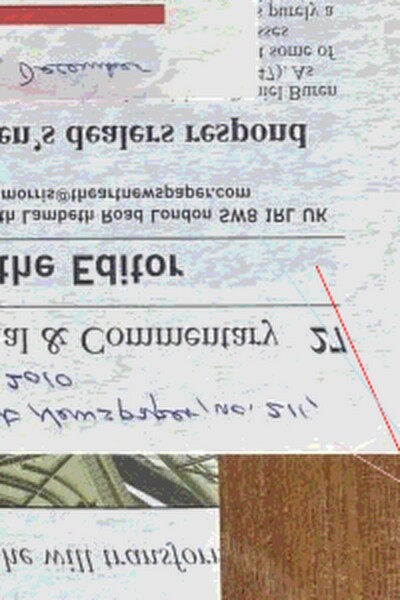 he will transform
t Newspaper, no. 211,
2010
al & Commentary 27
the Editor
th Lambeth Road London SW8 1RL UK
morris@theartnewspaper.com
en's dealers respond
niel Buren
47). As
t some of
sses
s purely a
December